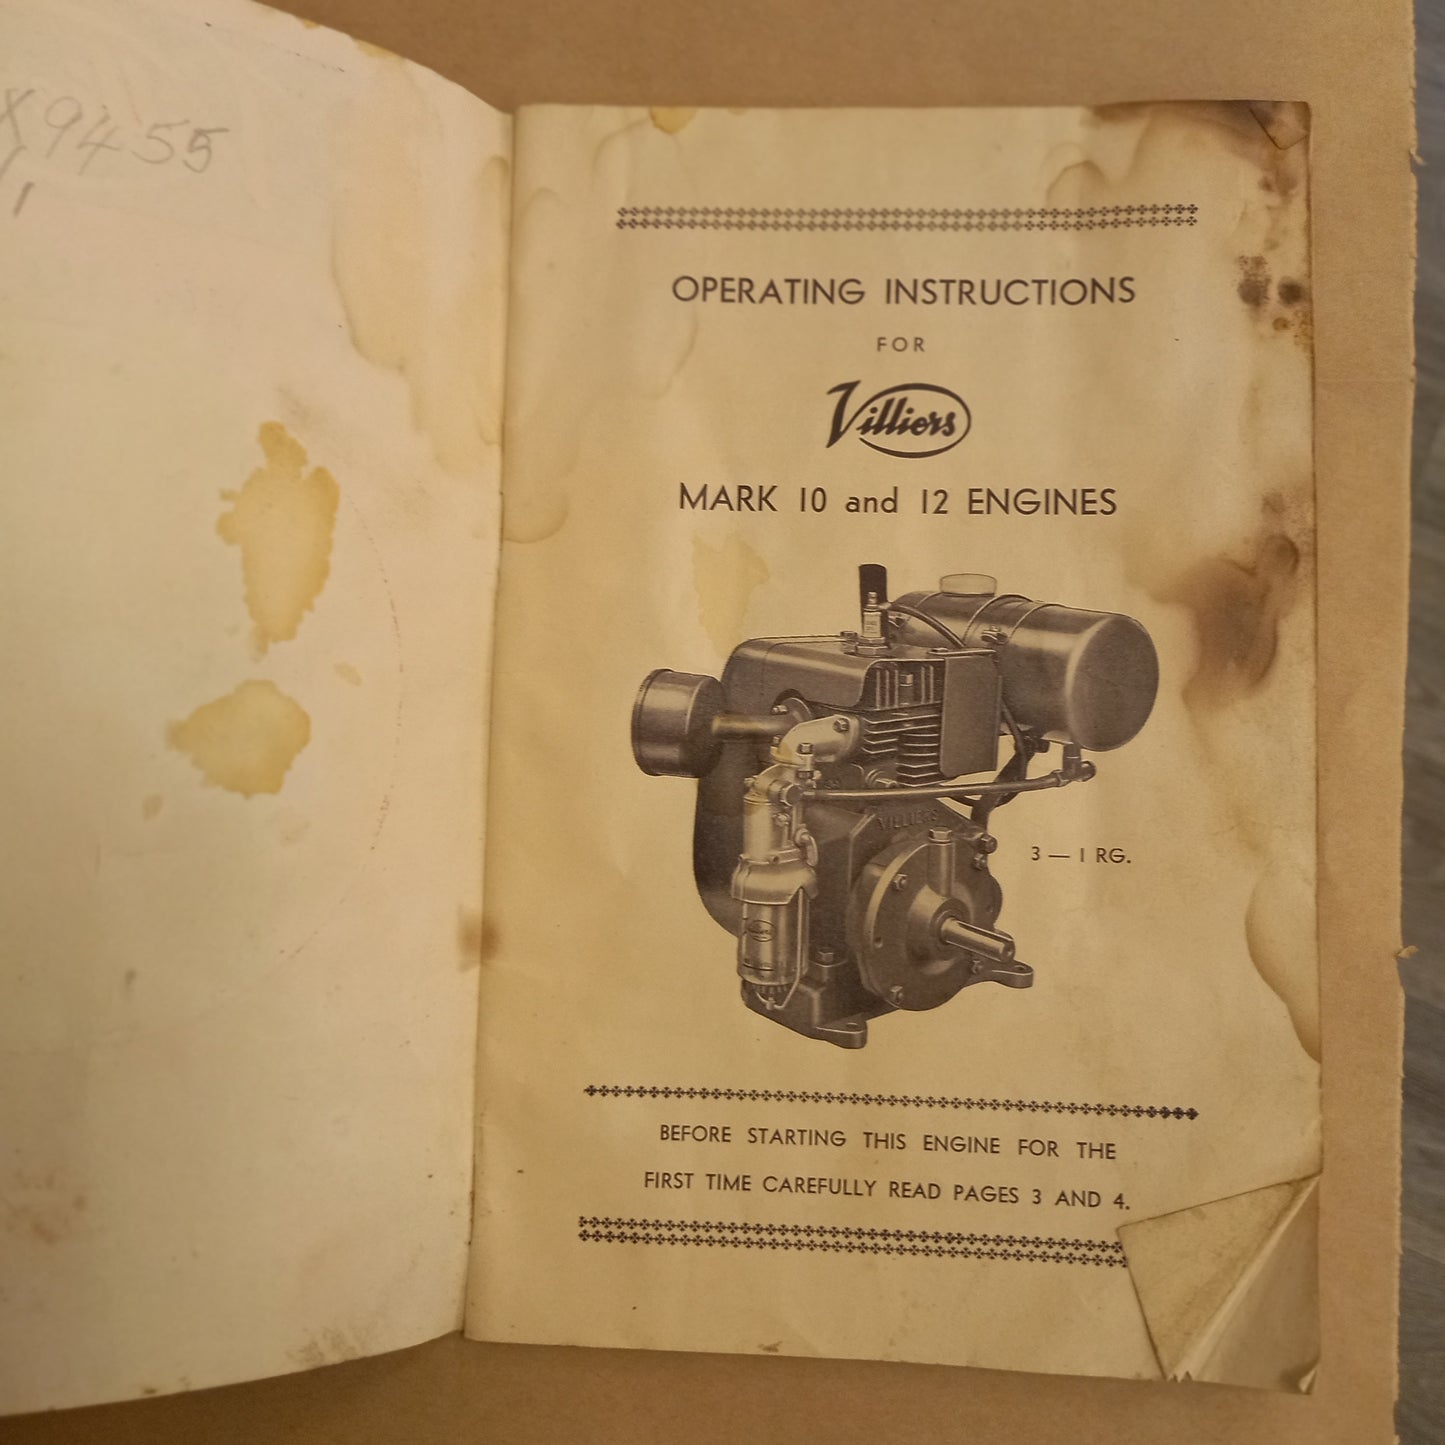 X9455
OPERATING INSTRUCTIONS
FOR
Villiers
MARK 10 and 12 ENGINES
VILLIERS
Villiers
3 — 1 RG.
BEFORE STARTING THIS ENGINE FOR THE
FIRST TIME CAREFULLY READ PAGES 3 AND 4.